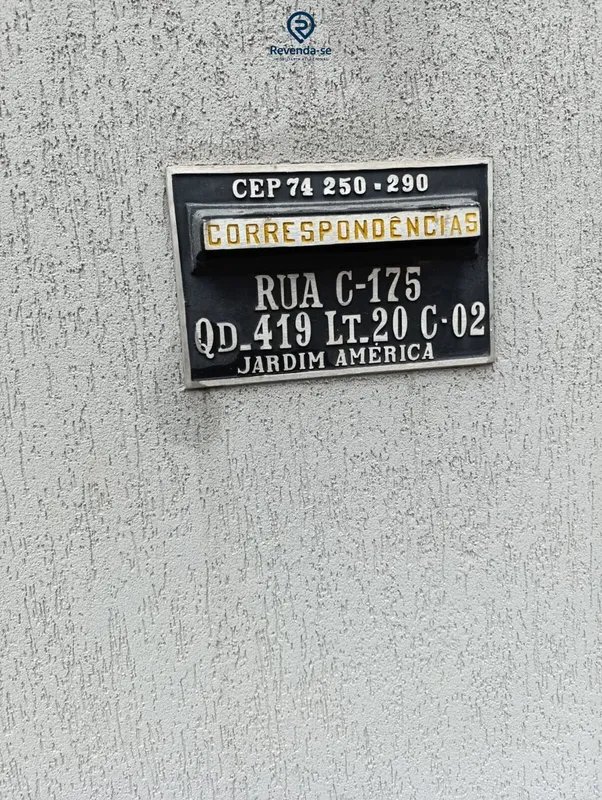 Revenda-se
CEP 74 250-290
CORRESPONDÊNCIAS
RUA C-175
QD-419 LT-20 C-02
JARDIM AMÉRICA